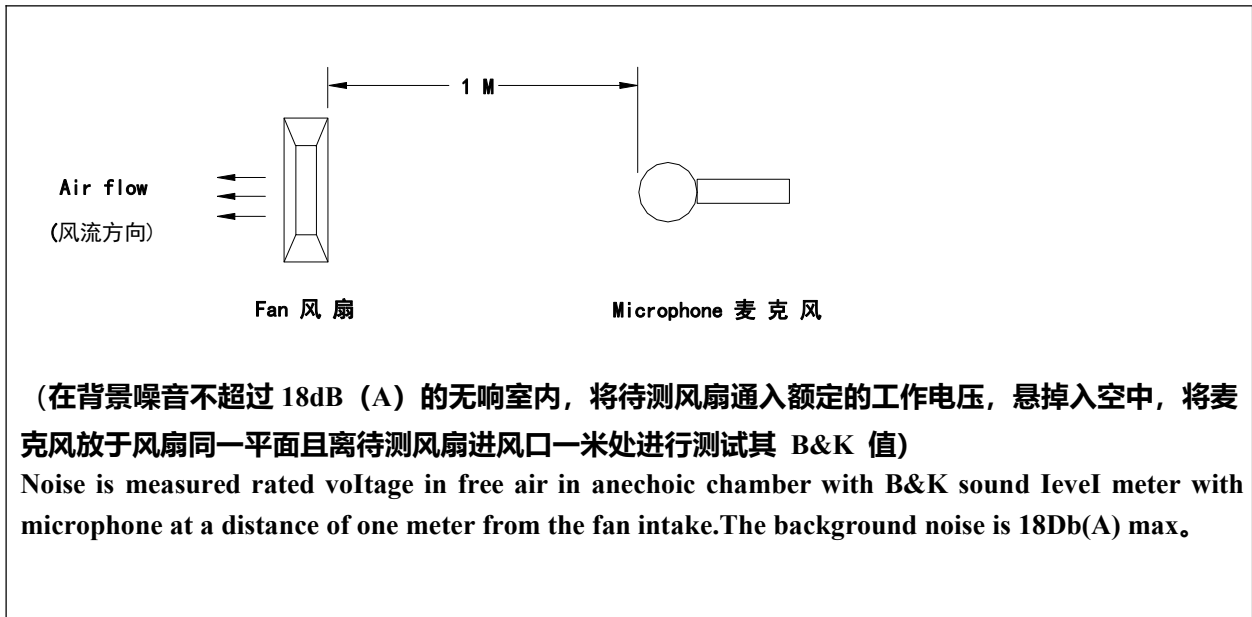 1 M
Air flow
(风流方向)
Fan 风 扇
Microphone 麦 克 风
（在背景噪音不超过 18dB（A）的无响室内，将待测风扇通入额定的工作电压，悬掉入空中，将麦
克风放于风扇同一平面且离待测风扇进风口一米处进行测试其 B&K 值)
Noise is measured rated voItage in free air in anechoic chamber with B&K sound IeveI meter with
microphone at a distance of one meter from the fan intake.The background noise is 18Db(A) max。